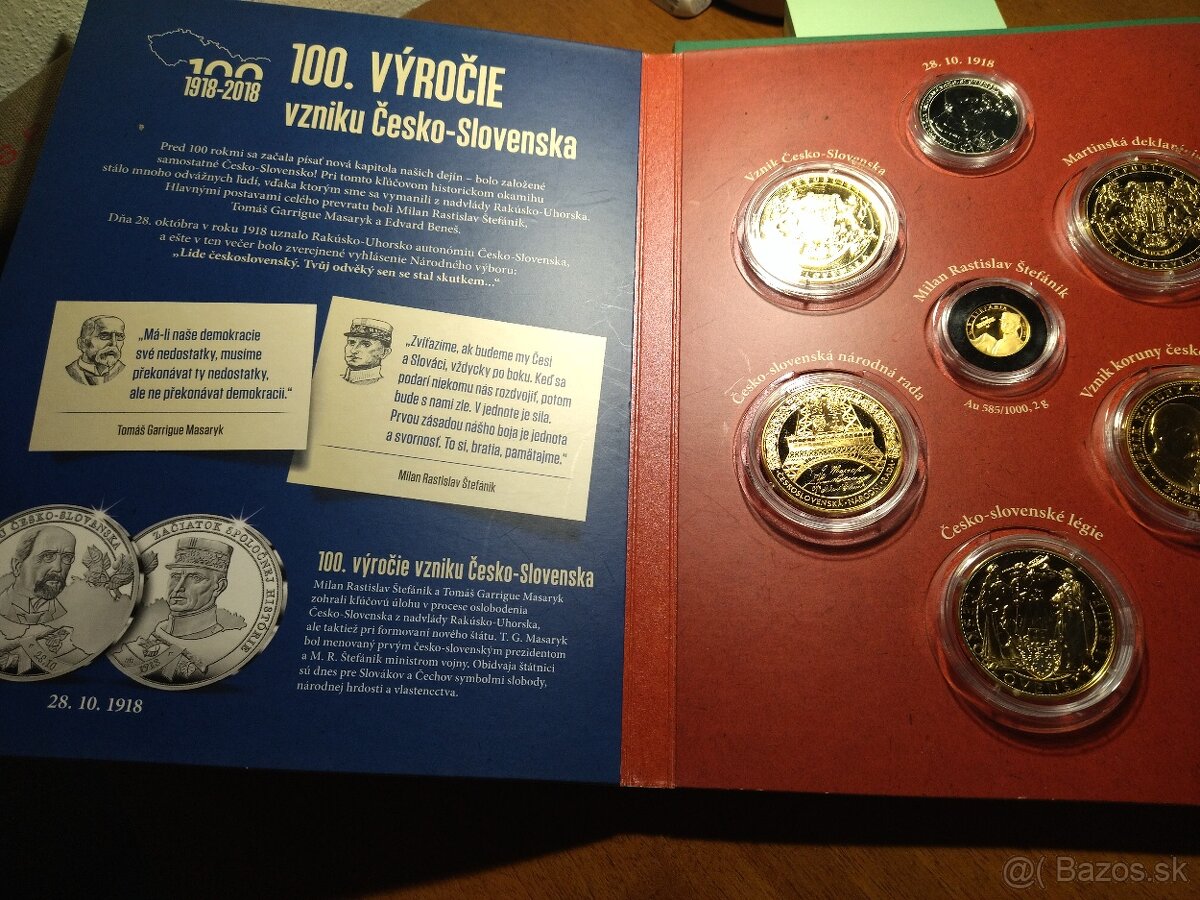 100
1918-2018
100. VÝROČIE
vzniku Česko-Slovenska
Pred 100 rokmi sa začala písať nová kapitola našich dejín – bolo založené
samostatné Česko-Slovensko! Pri tomto kľúčovom historickom okamihu
stálo mnoho odvážnych ľudí, vďaka ktorým sme sa vymanili z nadvlády Rakúsko-Uhorska.
Hlavnými postavami celého prevratu boli Milan Rastislav Štefánik,
Tomáš Garrigue Masaryk a Edvard Beneš.
Dňa 28. októbra v roku 1918 uznalo Rakúsko-Uhorsko autonómiu Česko-Slovenska,
a ešte v ten večer bolo zverejnené vyhlásenie Národného výboru:
„Lide československý. Tvůj odvěký sen se stal skutkem...“
„Má-li naše demokracie
své nedostatky, musíme
překonávat ty nedostatky,
ale ne překonávat demokracii.“
Tomáš Garrigue Masaryk
„Zvíťazíme, ak budeme my Česi
a Slováci, vždycky po boku. Keď sa
podarí niekomu nás rozdvojiť, potom
bude s nami zle. V jednote je sila.
Prvou zásadou nášho boja je jednota
a svornosť. To si, bratia, pamätajme.“
Milan Rastislav Štefánik
ČESKO-SLOVENSKA
ZAČIATOK SPOLOČNEJ HISTÓRIE
1918
28. 10. 1918
100. výročie vzniku Česko-Slovenska
Milan Rastislav Štefánik a Tomáš Garrigue Masaryk
zohrali kľúčovú úlohu v procese oslobodenia
Česko-Slovenska z nadvlády Rakúsko-Uhorska,
ale taktiež pri formovaní nového štátu. T. G. Masaryk
bol menovaný prvým česko-slovenským prezidentom
a M. R. Štefánik ministrom vojny. Obidvaja štátnici
sú dnes pre Slovákov a Čechov symbolmi slobody,
národnej hrdosti a vlastenectva.
28. 10. 1918
Vznik Česko-Slovenska
Martinská deklarácia
Milan Rastislav Štefánik
Au 585/1000, 2 g
Česko-slovenská národná rada
ČESKOSLOVENSKÁ NÁRODNÁ RADA
Vznik koruny česko
Česko-slovenské légie
@( Bazos.sk